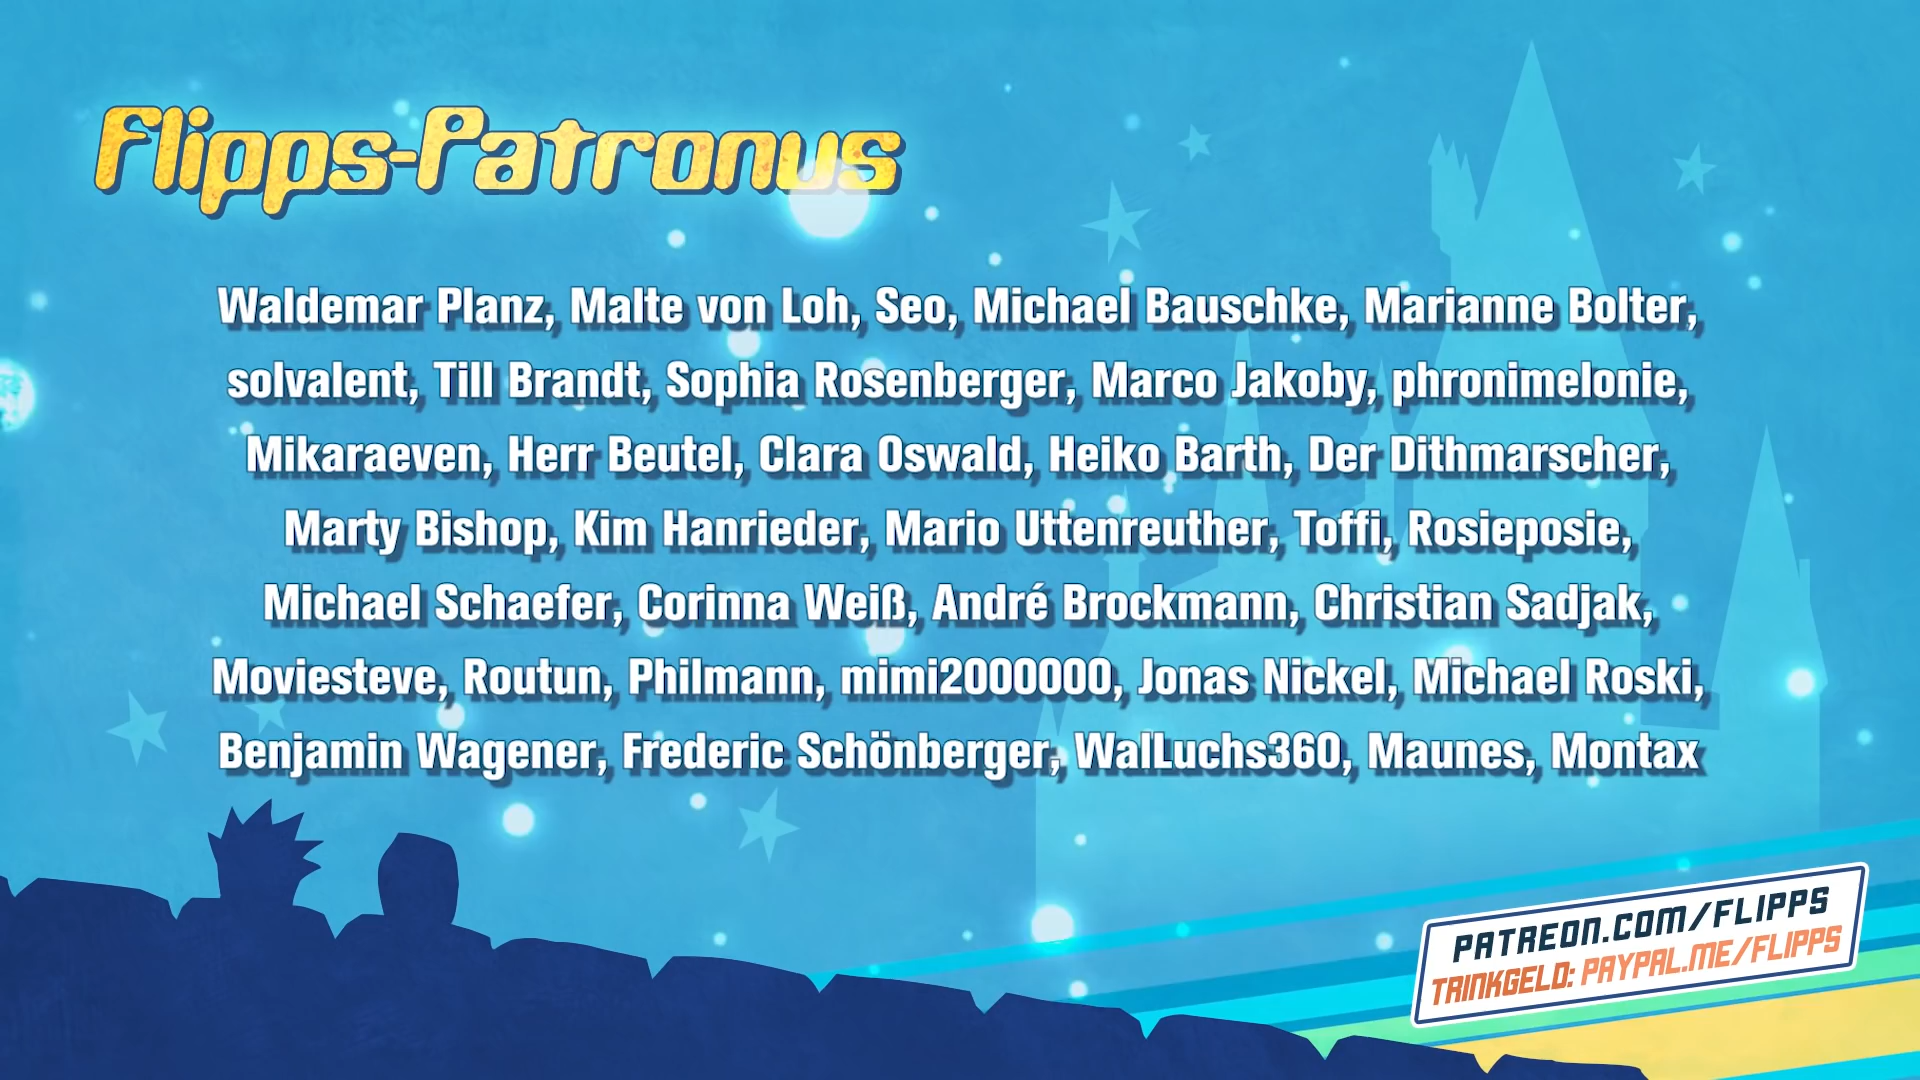 Flipps-Patronus
Waldemar Planz, Malte von Loh, Seo, Michael Bauschke, Marianne Bolter,
solvalent, Till Brandt, Sophia Rosenberger, Marco Jakoby, phronimelonie,
Mikaraeven, Herr Beutel, Clara Oswald, Heiko Barth, Der Dithmarscher,
Marty Bishop, Kim Hanrieder, Mario Uttenreuther, Toffi, Rosieposie,
Michael Schaefer, Corinna Weiß, André Brockmann, Christian Sadjak,
Moviesteve, Routun, Philmann, mimi2000000, Jonas Nickel, Michael Roski,
Benjamin Wagener, Frederic Schönberger, WalLuchs360, Maunes, Montax
PATREON.COM/FLIPPS
TRINKGELD: PAYPAL.ME/FLIPPS